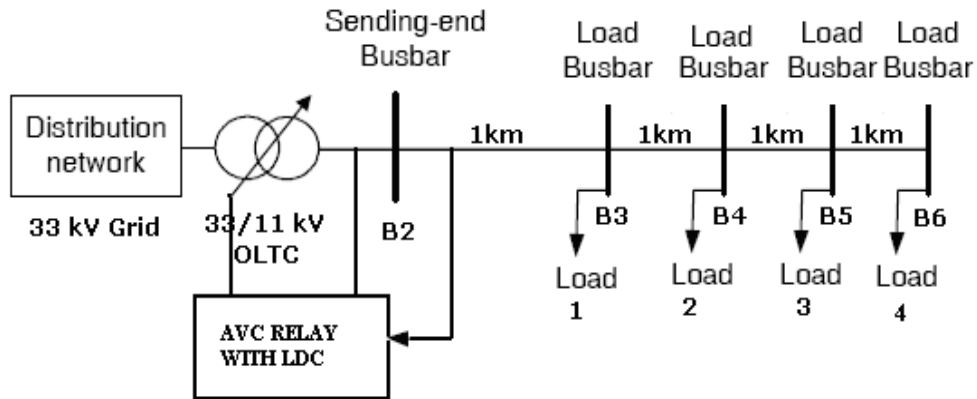 Sending-end
Busbar
Load
Busbar
Load
Busbar
Load
Busbar
Load
Busbar
Distribution
network
1km
1km
1km
1km
33 kV Grid
33/11 kV
OLTC
B2
B3
B4
B5
B6
Load
1
Load
2
Load
3
Load
4
AVC RELAY
WITH LDC